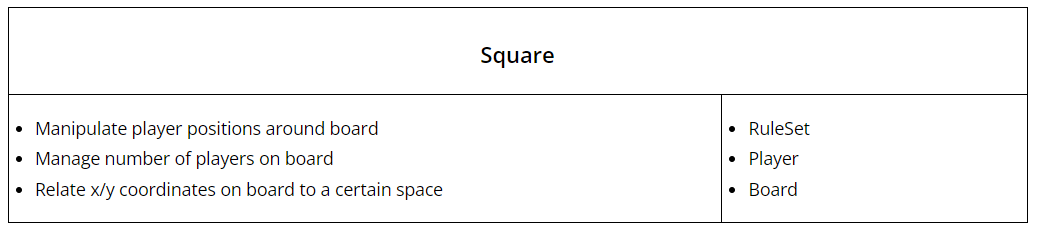 Square
Manipulate player positions around board
Manage number of players on board
Relate x/y coordinates on board to a certain space
RuleSet
Player
Board